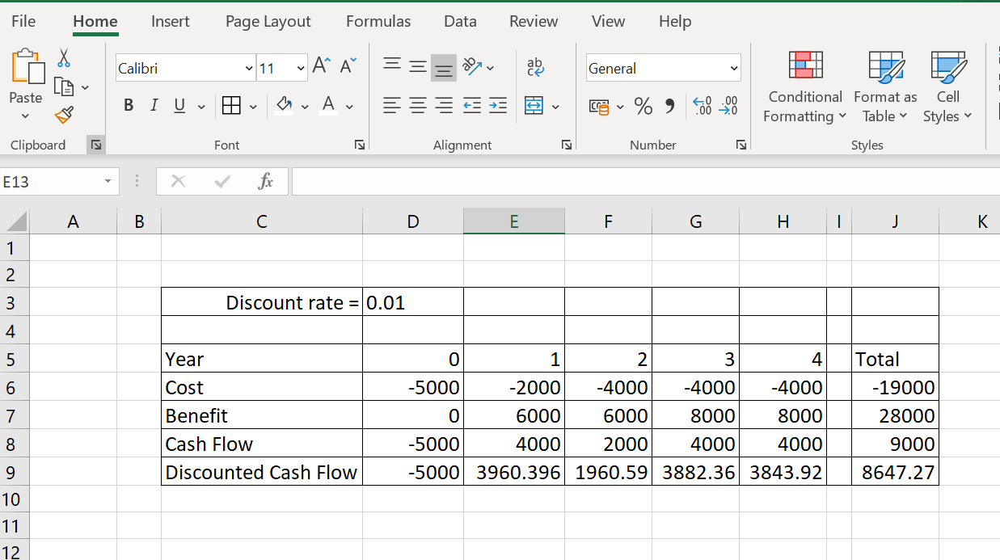 File Home Insert Page Layout Formulas Data Review View Help
Calibri 11 A A ab c General
Paste B I U A % 9 .00 .00 .0 Conditional Formatting Format as Table Cell Styles
Clipboard Font Alignment Number Styles
E13 fx
A B C D E F G H I J K
1
2
3 Discount rate = 0.01
4
5 Year 0 1 2 3 4 Total
6 Cost -5000 -2000 -4000 -4000 -4000 -19000
7 Benefit 0 6000 6000 8000 8000 28000
8 Cash Flow -5000 4000 2000 4000 4000 9000
9 Discounted Cash Flow -5000 3960.396 1960.59 3882.36 3843.92 8647.27
10
11
12